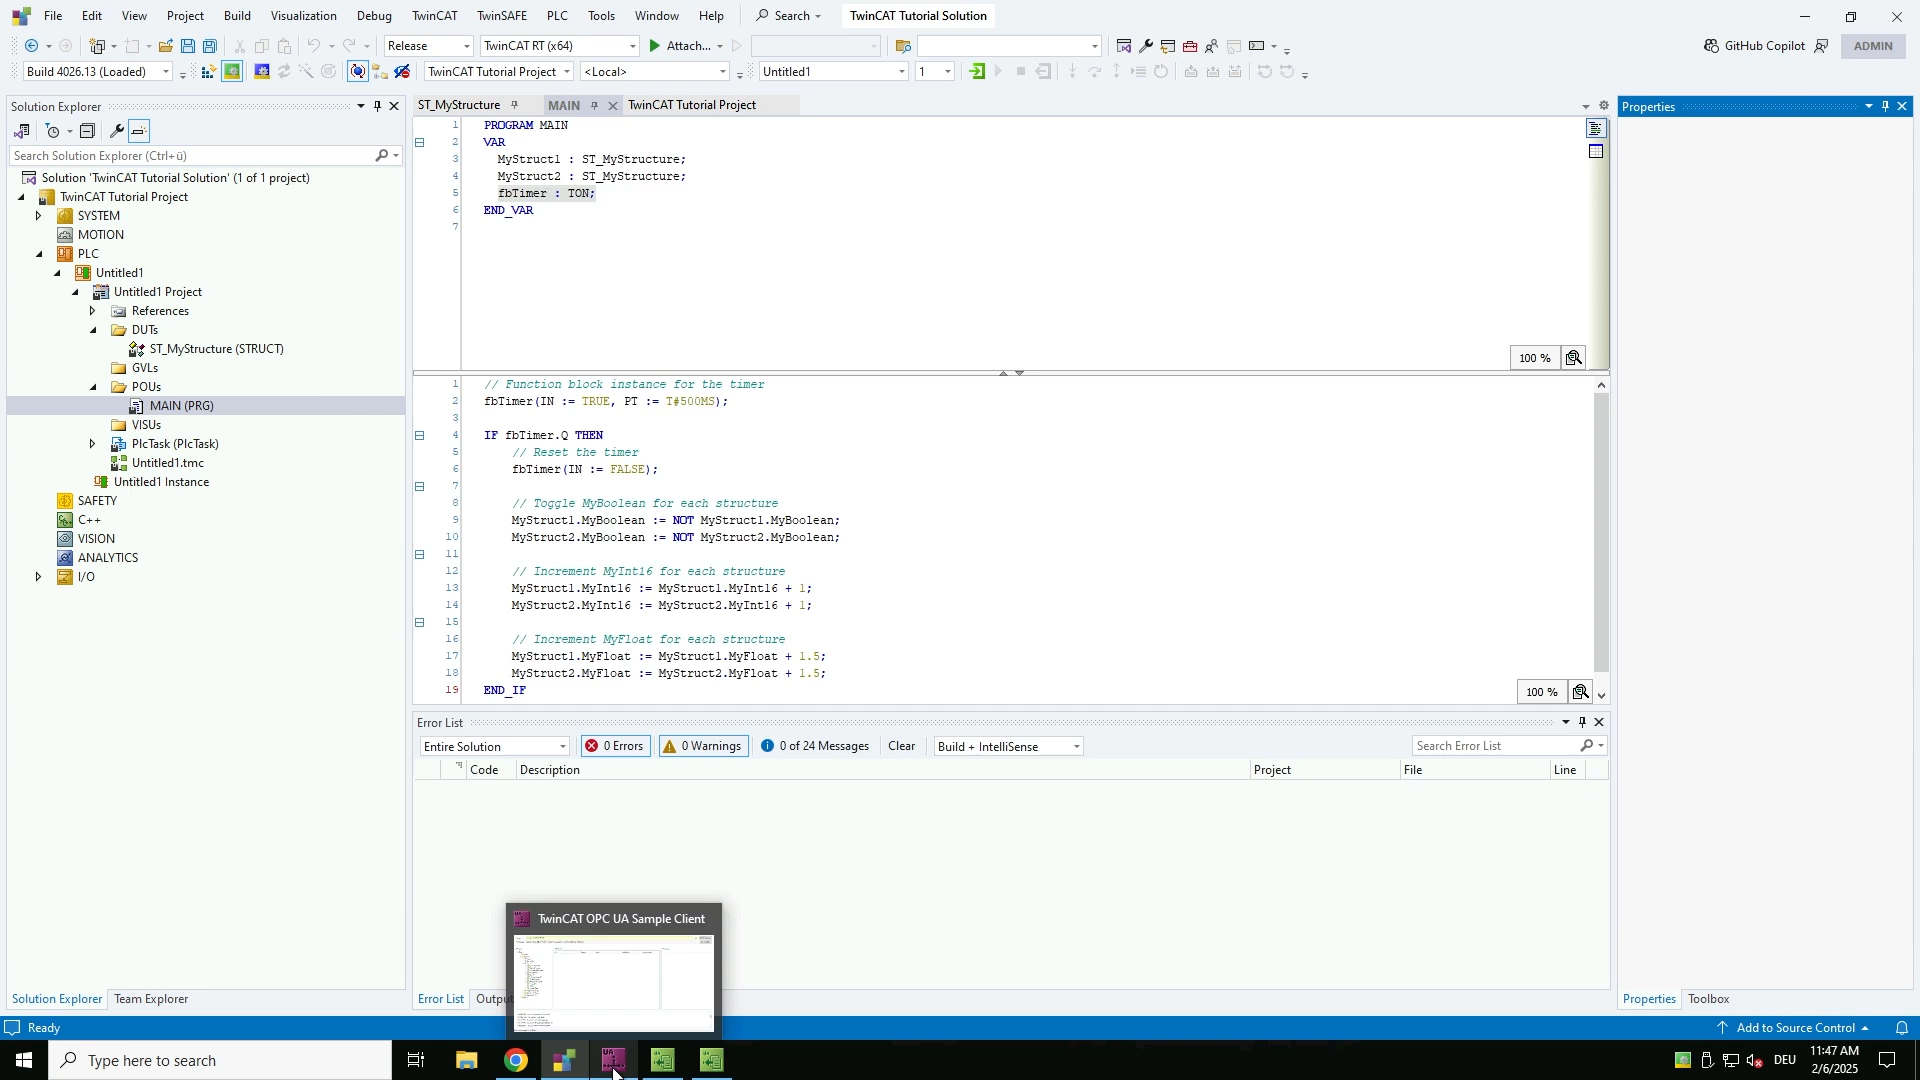 File Edit View Project Build Visualization Debug TwinCAT TwinSAFE PLC Tools Window Help Search TwinCAT Tutorial Solution
Release TwinCAT RT (x64) Attach... GitHub Copilot ADMIN
Build 4026.13 (Loaded) TwinCAT Tutorial Project <Local> Untitled1 1
Solution Explorer
Search Solution Explorer (Ctrl+ü)
Solution 'TwinCAT Tutorial Solution' (1 of 1 project)
TwinCAT Tutorial Project
SYSTEM
MOTION
PLC
Untitled1
Untitled1 Project
References
DUTs
ST_MyStructure (STRUCT)
GVLs
POUs
MAIN (PRG)
VISUs
PlcTask (PlcTask)
Untitled1.tmc
Untitled1 Instance
SAFETY
C++
VISION
ANALYTICS
I/O
Solution Explorer Team Explorer
ST_MyStructure MAIN TwinCAT Tutorial Project
1 PROGRAM MAIN
2 VAR
3 MyStruct1 : ST_MyStructure;
4 MyStruct2 : ST_MyStructure;
5 fbTimer : TON;
6 END_VAR
7
100 %
1 // Function block instance for the timer
2 fbTimer(IN := TRUE, PT := T#500MS);
3
4 IF fbTimer.Q THEN
5 // Reset the timer
6 fbTimer(IN := FALSE);
7
8 // Toggle MyBoolean for each structure
9 MyStruct1.MyBoolean := NOT MyStruct1.MyBoolean;
10 MyStruct2.MyBoolean := NOT MyStruct2.MyBoolean;
11
12 // Increment MyInt16 for each structure
13 MyStruct1.MyInt16 := MyStruct1.MyInt16 + 1;
14 MyStruct2.MyInt16 := MyStruct2.MyInt16 + 1;
15
16 // Increment MyFloat for each structure
17 MyStruct1.MyFloat := MyStruct1.MyFloat + 1.5;
18 MyStruct2.MyFloat := MyStruct2.MyFloat + 1.5;
19 END_IF
100 %
Error List
Entire Solution 0 Errors 0 Warnings 0 of 24 Messages Clear Build + IntelliSense Search Error List
Code Description Project File Line
TwinCAT OPC UA Sample Client
Error List Output
Properties
Properties Toolbox
Ready Add to Source Control
Type here to search
DEU
11:47 AM
2/6/2025